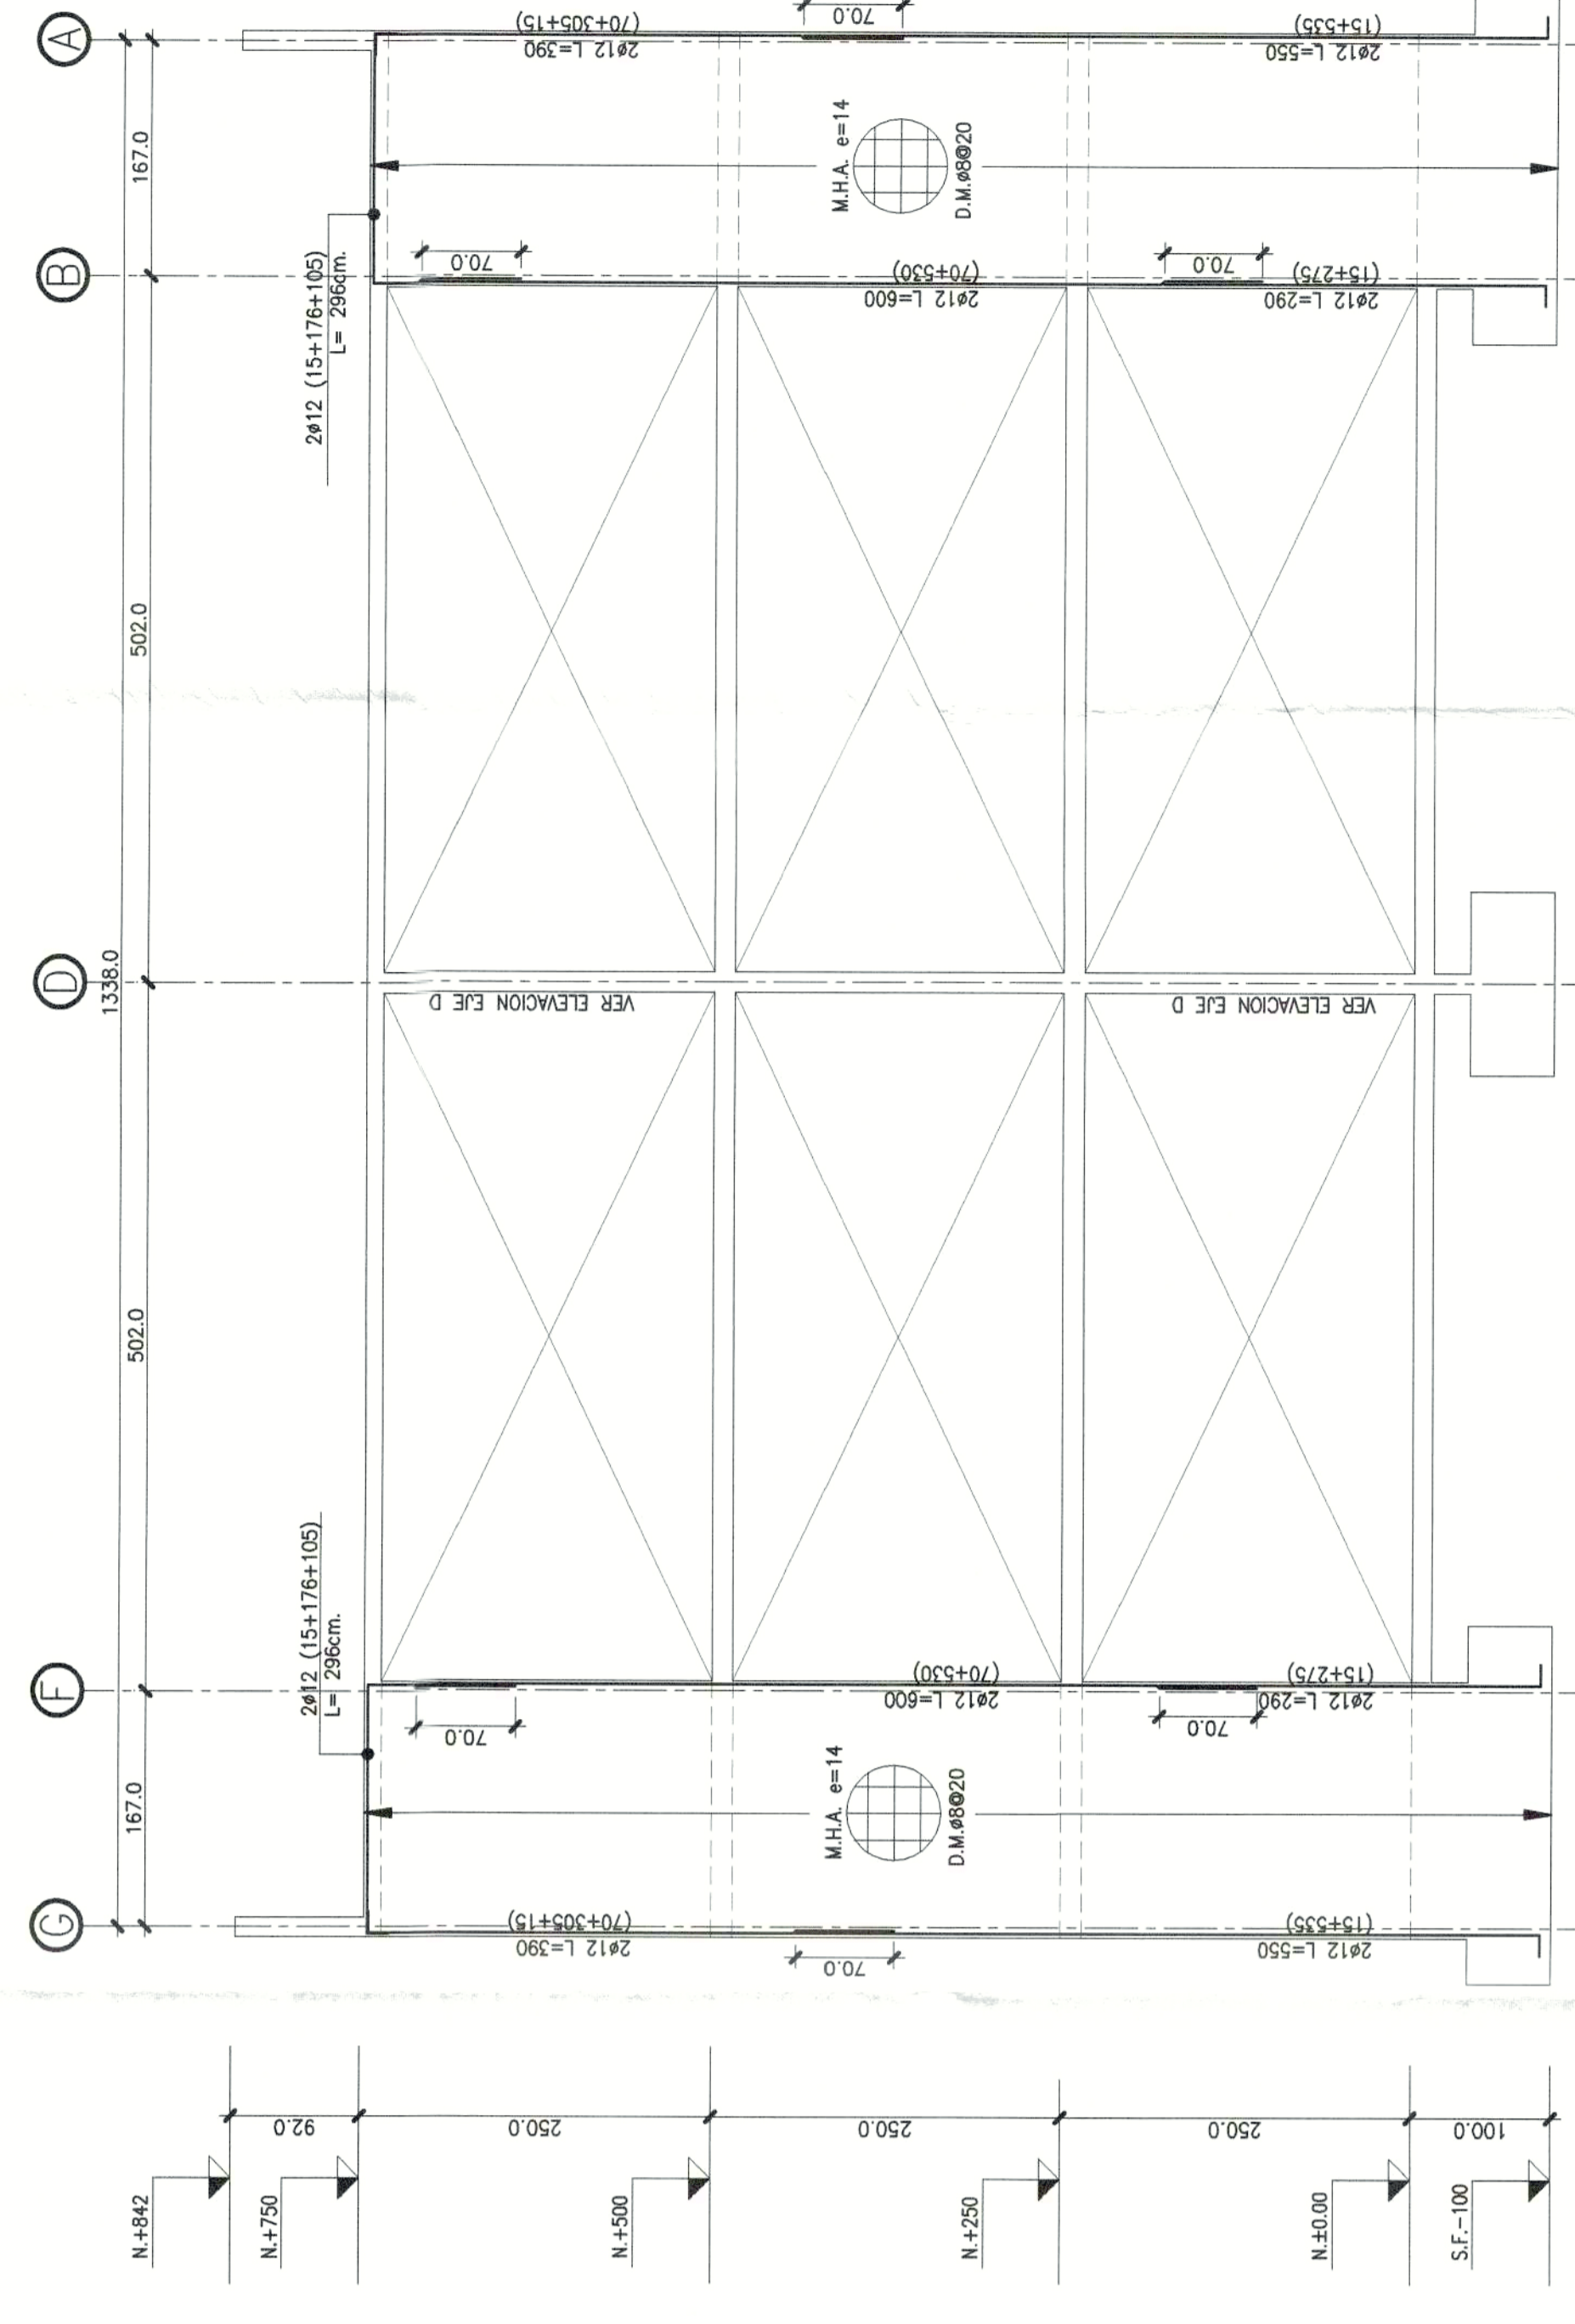 A
B
D
F
G
167.0
502.0
1338.0
502.0
167.0
(70+305+15)
2ø12 L=390
70.0
(15+535)
2ø12 L=550
M.H.A. e=14
D.M.ø8@20
2ø12 (15+176+105)
L= 296cm.
70.0
(70+530)
2ø12 L=600
70.0
(15+275)
2ø12 L=290
VER ELEVACION EJE D
VER ELEVACION EJE D
2ø12 (15+176+105)
L= 296cm.
70.0
(70+530)
2ø12 L=600
70.0
(15+275)
2ø12 L=290
M.H.A. e=14
D.M.ø8@20
(70+305+15)
2ø12 L=390
70.0
(15+535)
2ø12 L=550
92.0
250.0
250.0
250.0
100.0
N.+842
N.+750
N.+500
N.+250
N.±0.00
S.F.-100